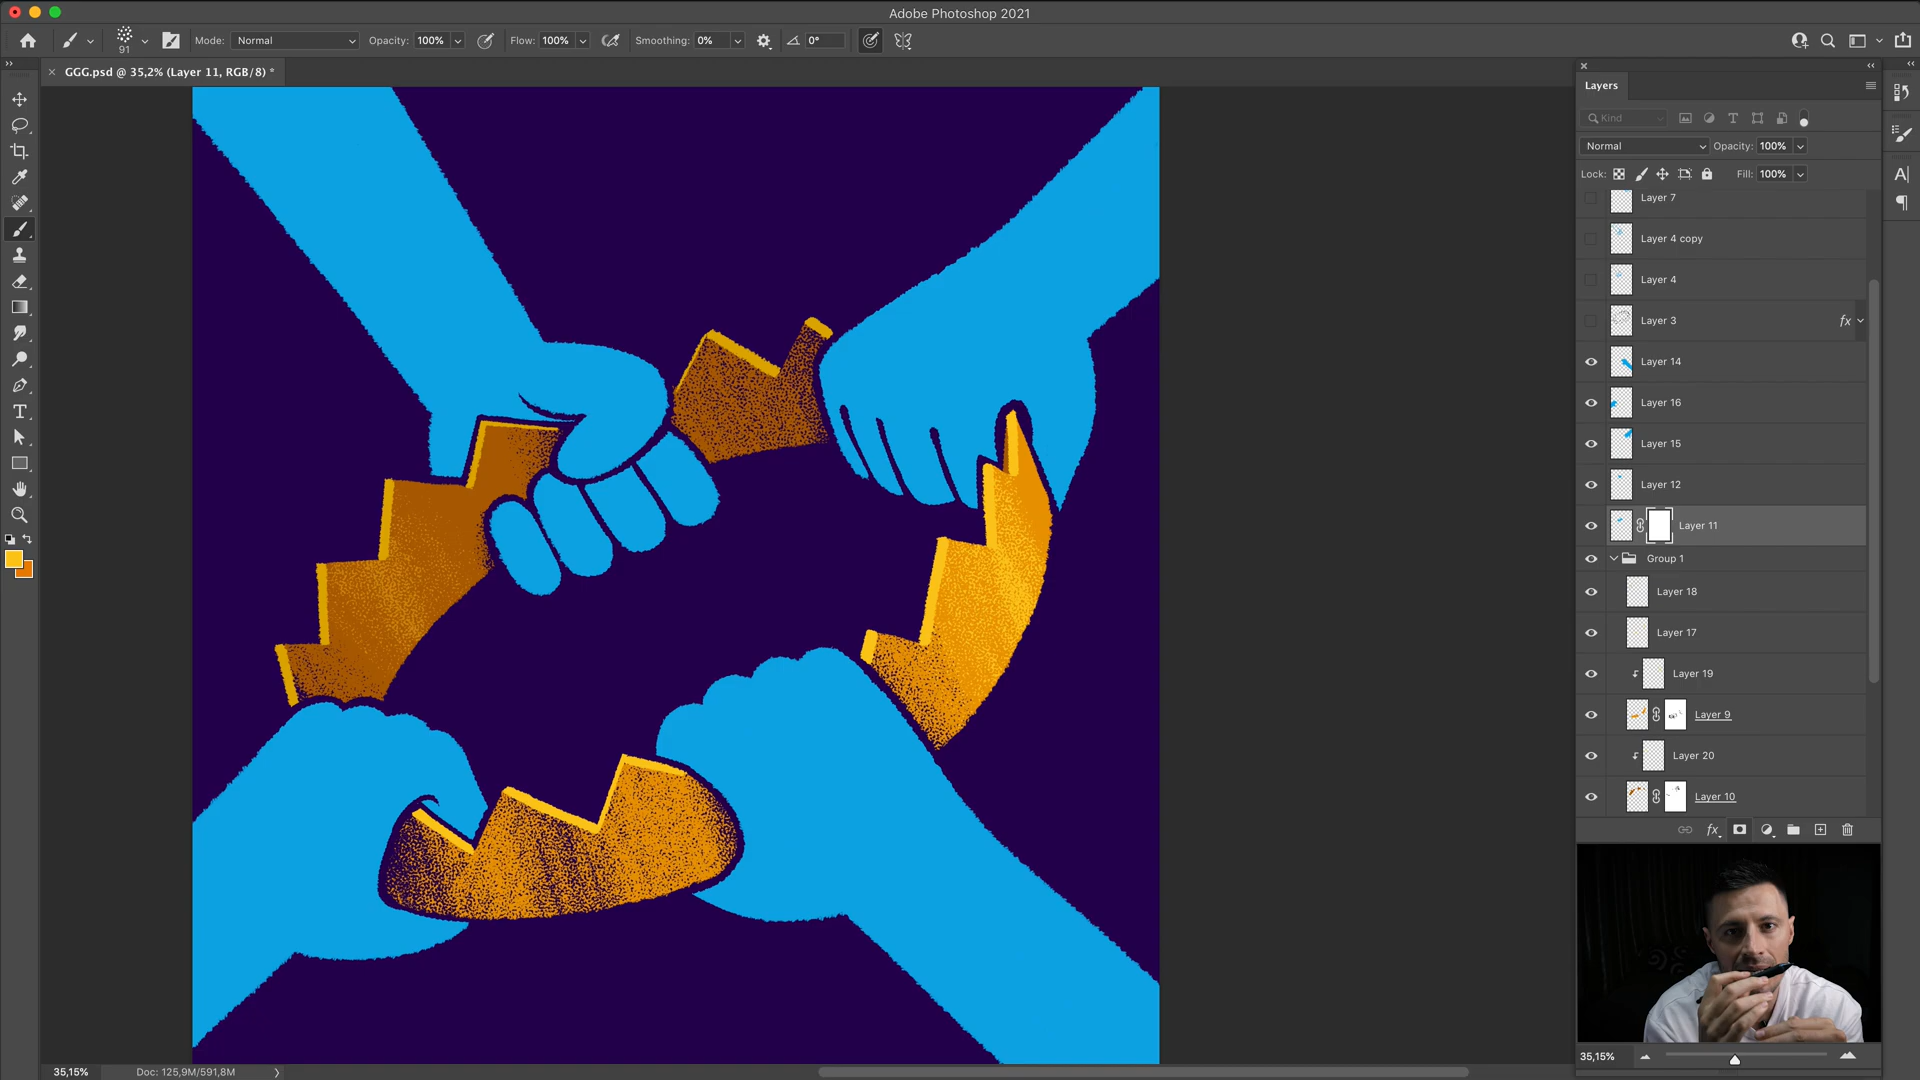 Adobe Photoshop 2021
91
Mode: Normal
Opacity: 100%
Flow: 100%
Smoothing: 0%
0°
GGG.psd @ 35,2% (Layer 11, RGB/8) *
Layers
Kind
Normal
Opacity: 100%
Lock:
Fill: 100%
Layer 7
Layer 4 copy
Layer 4
Layer 3
fx
Layer 14
Layer 16
Layer 15
Layer 12
Layer 11
Group 1
Layer 18
Layer 17
Layer 19
Layer 9
Layer 20
Layer 10
fx
35,15%
35,15%
Doc: 125,9M/591,8M